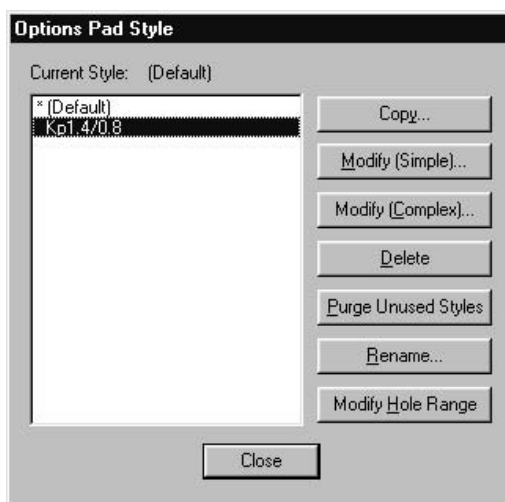 Options Pad Style
Current Style: (Default)
* (Default)
Kp1.4/0.8
Copy...
Modify (Simple)...
Modify (Complex)...
Delete
Purge Unused Styles
Rename...
Modify Hole Range
Close